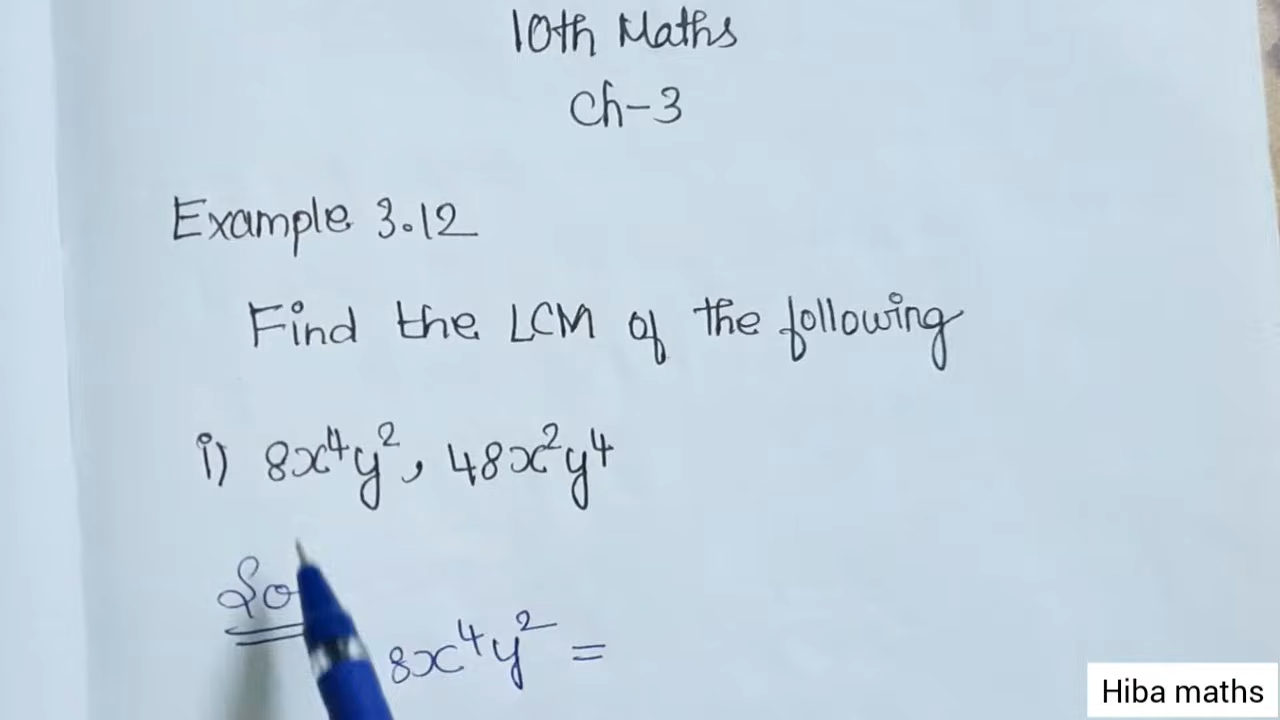 10th Maths
Ch-3
Example 3.12
Find the LCM of the following
i) 8x⁴y², 48x²y⁴
So
8x⁴y² =
Hiba maths